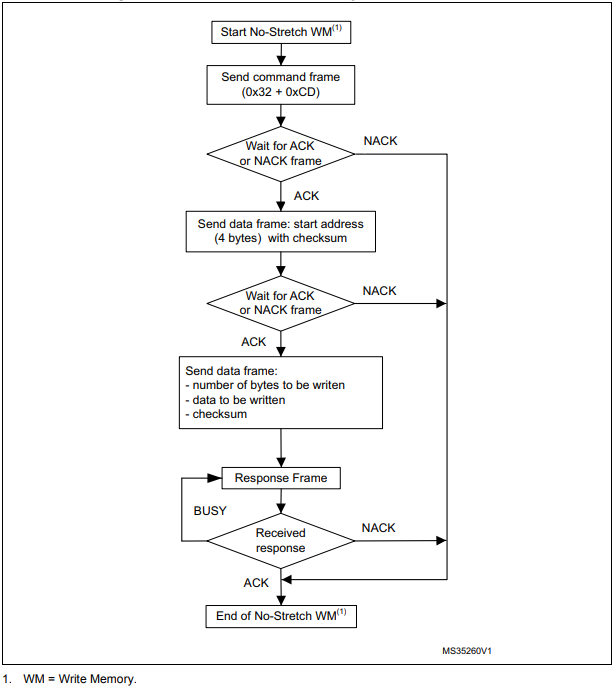 Start No-Stretch WM(1)
Send command frame
(0x32 + 0xCD)
Wait for ACK
or NACK frame
NACK
ACK
Send data frame: start address
(4 bytes) with checksum
Wait for ACK
or NACK frame
NACK
ACK
Send data frame:
- number of bytes to be writen
- data to be written
- checksum
Response Frame
BUSY
Received
response
NACK
ACK
End of No-Stretch WM(1)
MS35260V1
1. WM = Write Memory.